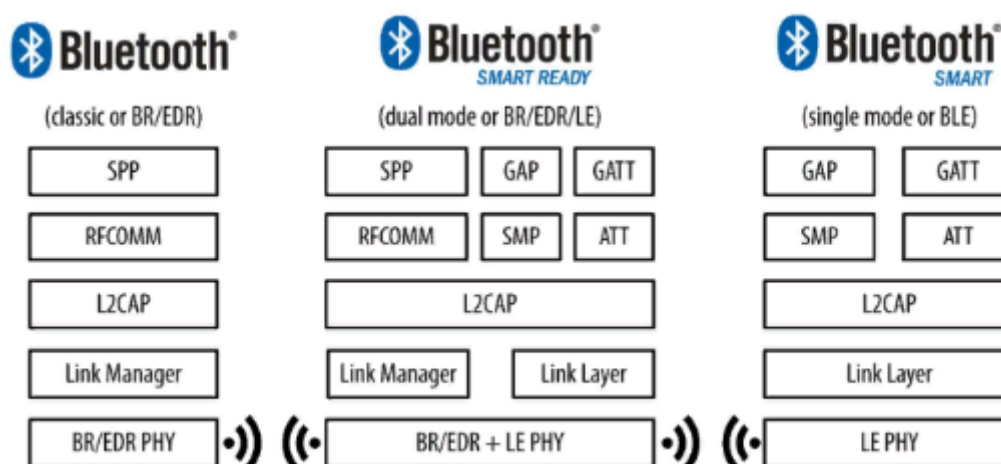 Bluetooth®
(classic or BR/EDR)
SPP
RFCOMM
L2CAP
Link Manager
BR/EDR PHY
Bluetooth®
SMART READY
(dual mode or BR/EDR/LE)
SPP GAP GATT
RFCOMM SMP ATT
L2CAP
Link Manager Link Layer
BR/EDR + LE PHY
Bluetooth®
SMART
(single mode or BLE)
GAP GATT
SMP ATT
L2CAP
Link Layer
LE PHY